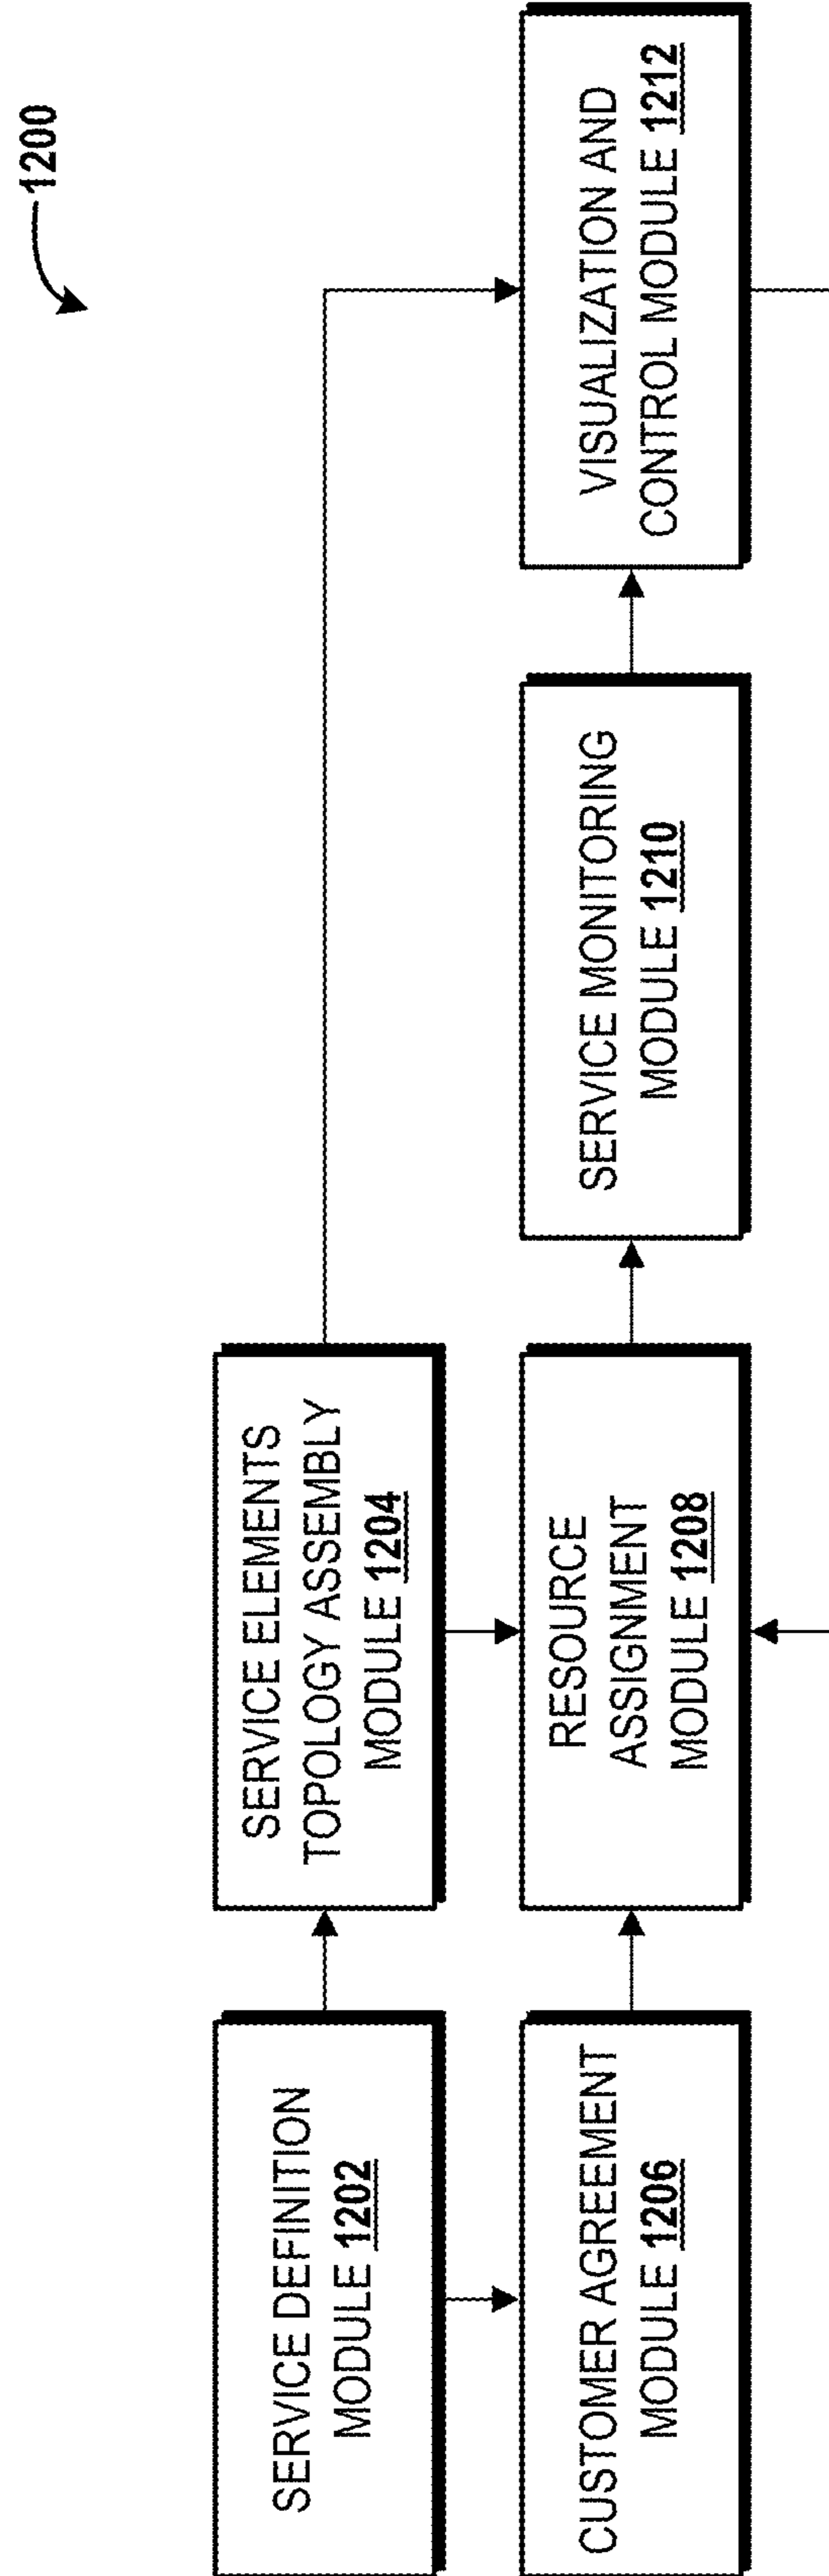 1200
SERVICE DEFINITION
MODULE 1202
SERVICE ELEMENTS
TOPOLOGY ASSEMBLY
MODULE 1204
CUSTOMER AGREEMENT
MODULE 1206
RESOURCE
ASSIGNMENT
MODULE 1208
SERVICE MONITORING
MODULE 1210
VISUALIZATION AND
CONTROL MODULE 1212